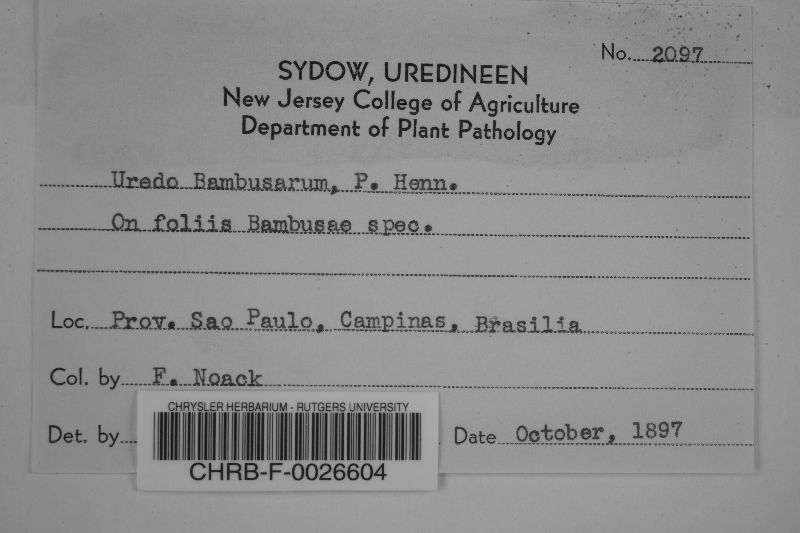 No. 2097
SYDOW, UREDINEEN
New Jersey College of Agriculture
Department of Plant Pathology
Uredo Bambusarum, P. Henn.
On foliis Bambusae spec.
Loc. Prov. Sao Paulo, Campinas, Brasilia
Col. by F. Noack
Det. by
Date October, 1897
CHRYSLER HERBARIUM - RUTGERS UNIVERSITY
CHRB-F-0026604